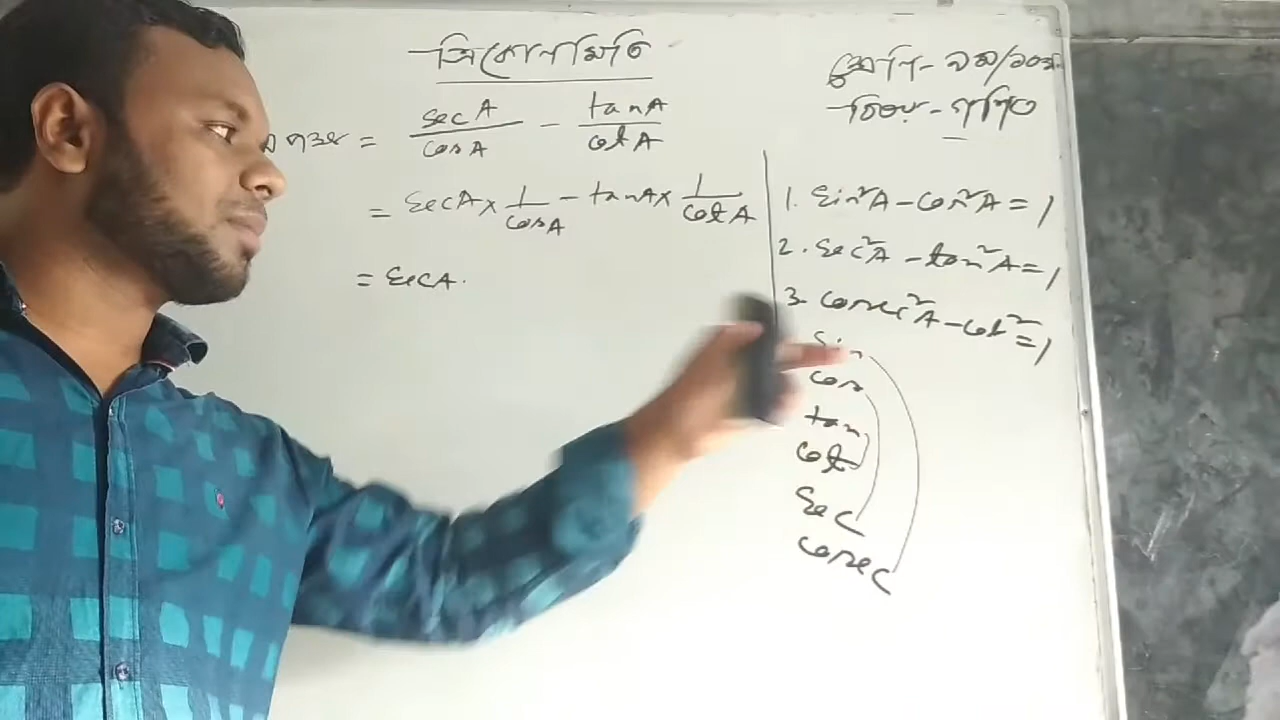 ত্রিকোণমিতি
শ্রেণি - ৯ম/১০ম
বিষয় - গণিত
= secA/cosA - tanA/cotA
= secA × 1/cosA - tanA × 1/cotA
= secA.
1. sin²A - cos²A = 1
2. sec²A - tan²A = 1
3. cosec²A - cot² = 1
sin
cos
tan
cot
sec
cosec